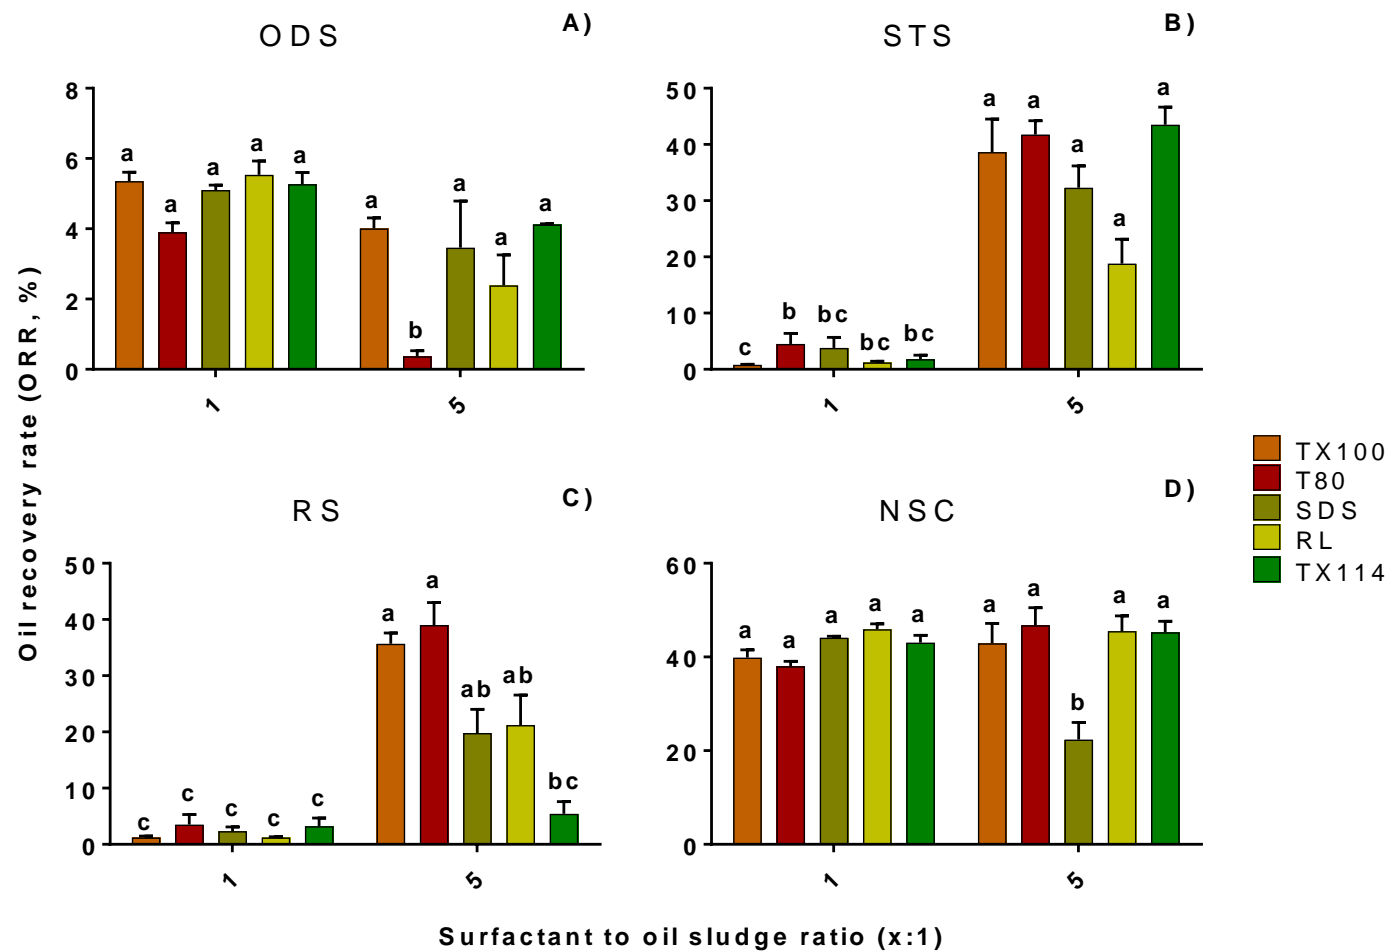 ODS
A)
8
6
4
2
0
a
a
a
a
a
a
b
a
a
a
1
5
STS
B)
50
40
30
20
10
0
c
b
bc
bc
bc
a
a
a
a
a
1
5
RS
C)
50
40
30
20
10
0
c
c
c
c
c
a
a
ab
ab
bc
1
5
NSC
D)
60
40
20
0
a
a
a
a
a
a
a
b
a
a
1
5
Oil recovery rate (ORR, %)
Surfactant to oil sludge ratio (x:1)
TX100
T80
SDS
RL
TX114